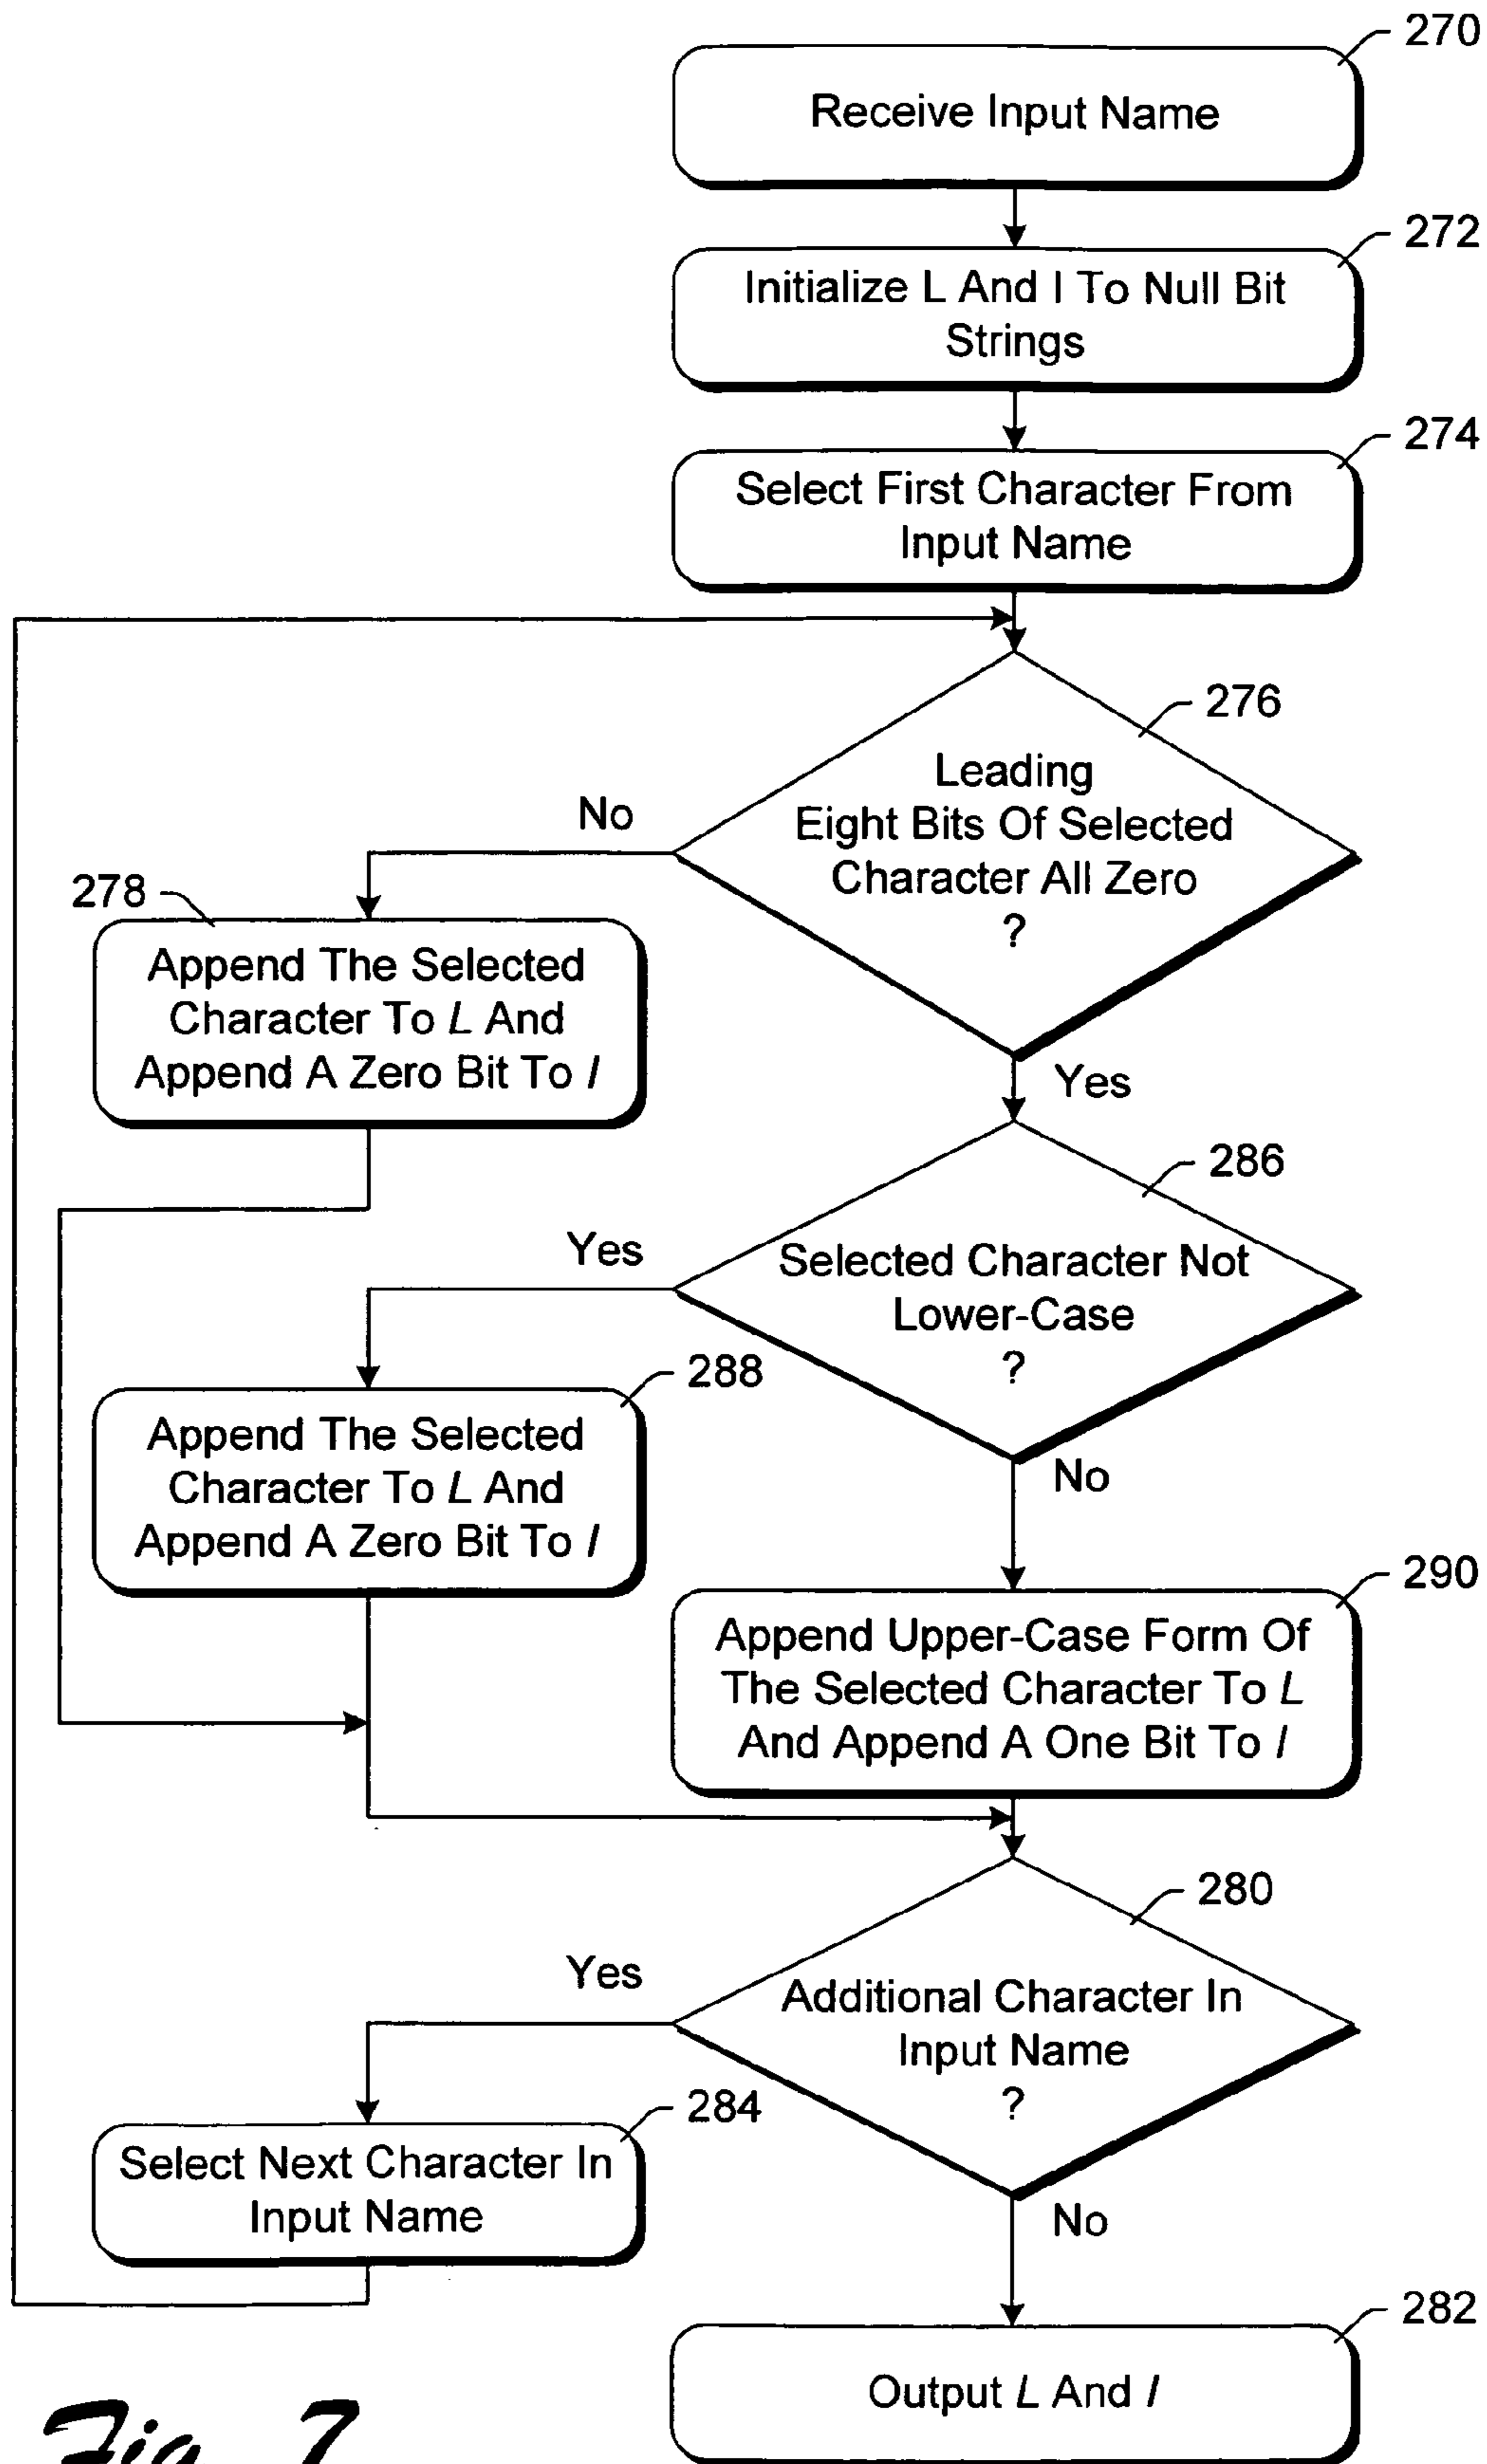 270
Receive Input Name
272
Initialize L And I To Null Bit
Strings
274
Select First Character From
Input Name
276
Leading
Eight Bits Of Selected
Character All Zero
?
No
278
Append The Selected
Character To L And
Append A Zero Bit To I
Yes
286
Selected Character Not
Lower-Case
?
Yes
288
Append The Selected
Character To L And
Append A Zero Bit To I
No
290
Append Upper-Case Form Of
The Selected Character To L
And Append A One Bit To I
280
Additional Character In
Input Name
?
Yes
284
Select Next Character In
Input Name
No
282
Output L And I
Fig. 7